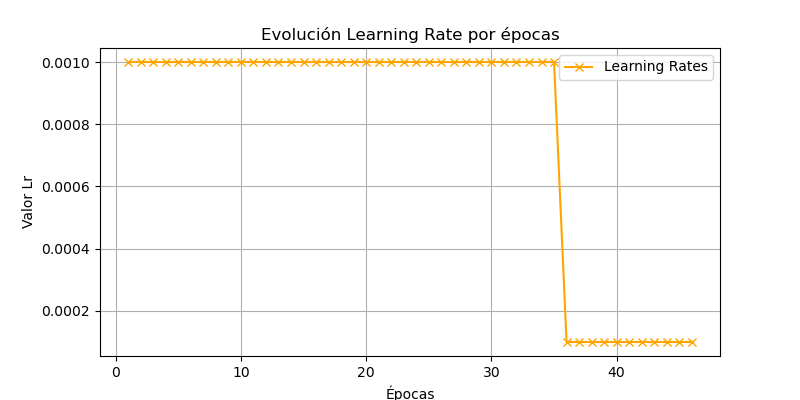 Evolución Learning Rate por épocas
Learning Rates
0.0010
0.0008
0.0006
0.0004
0.0002
Valor Lr
0 10 20 30 40
Épocas